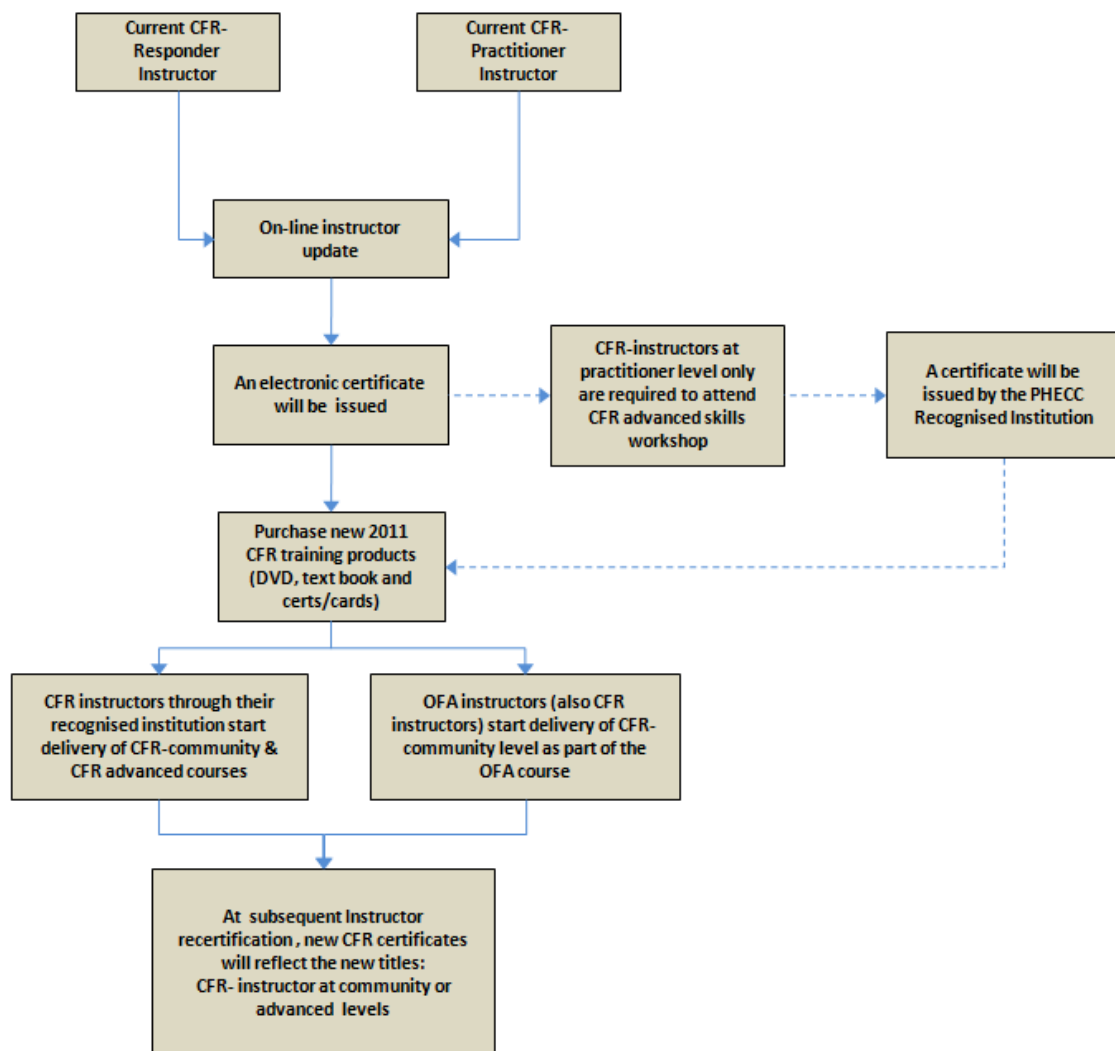 Current CFR-
Responder
Instructor
Current CFR-
Practitioner
Instructor
On-line instructor
update
An electronic certificate
will be issued
CFR-instructors at
practitioner level only
are required to attend
CFR advanced skills
workshop
A certificate will be
issued by the PHECC
Recognised Institution
Purchase new 2011
CFR training products
(DVD, text book and
certs/cards)
CFR instructors through their
recognised institution start
delivery of CFR-community &
CFR advanced courses
OFA instructors (also CFR
instructors) start delivery of CFR-
community level as part of the
OFA course
At subsequent Instructor
recertification , new CFR certificates
will reflect the new titles:
CFR- instructor at community or
advanced levels